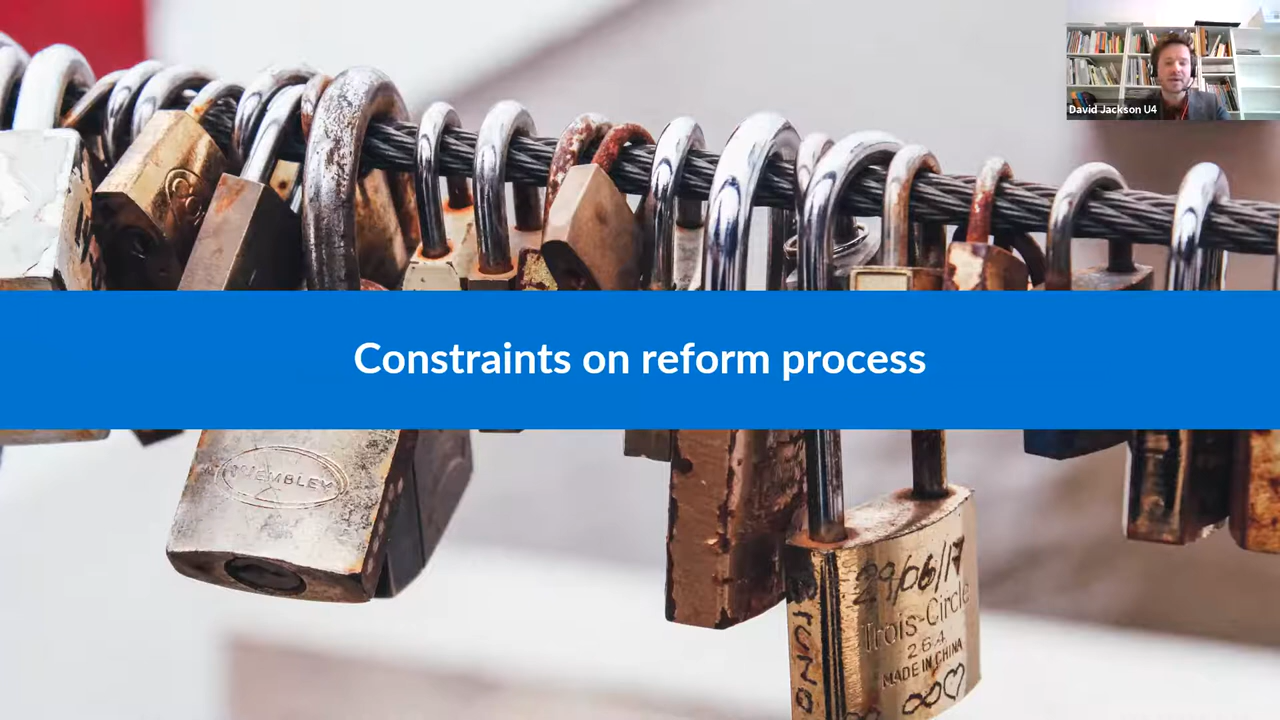 David Jackson U4
Constraints on reform process
WEMBLEY
29/06/17
Trois-Circle
264
MADE IN CHINA